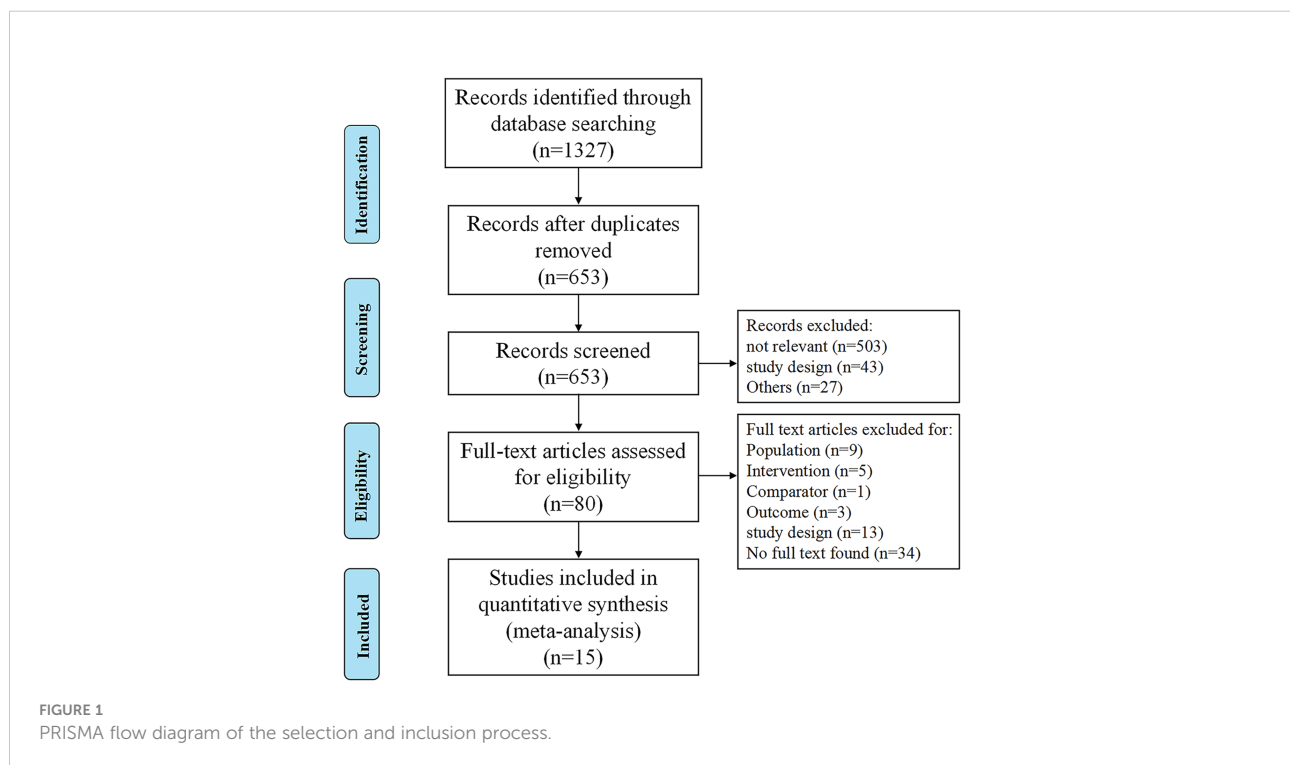 Identification
Records identified through
database searching
(n=1327)
Records after duplicates
removed
(n=653)
Screening
Records screened
(n=653)
Records excluded:
not relevant (n=503)
study design (n=43)
Others (n=27)
Eligibility
Full-text articles assessed
for eligibility
(n=80)
Full text articles excluded for:
Population (n=9)
Intervention (n=5)
Comparator (n=1)
Outcome (n=3)
study design (n=13)
No full text found (n=34)
Included
Studies included in
quantitative synthesis
(meta-analysis)
(n=15)
FIGURE 1
PRISMA flow diagram of the selection and inclusion process.